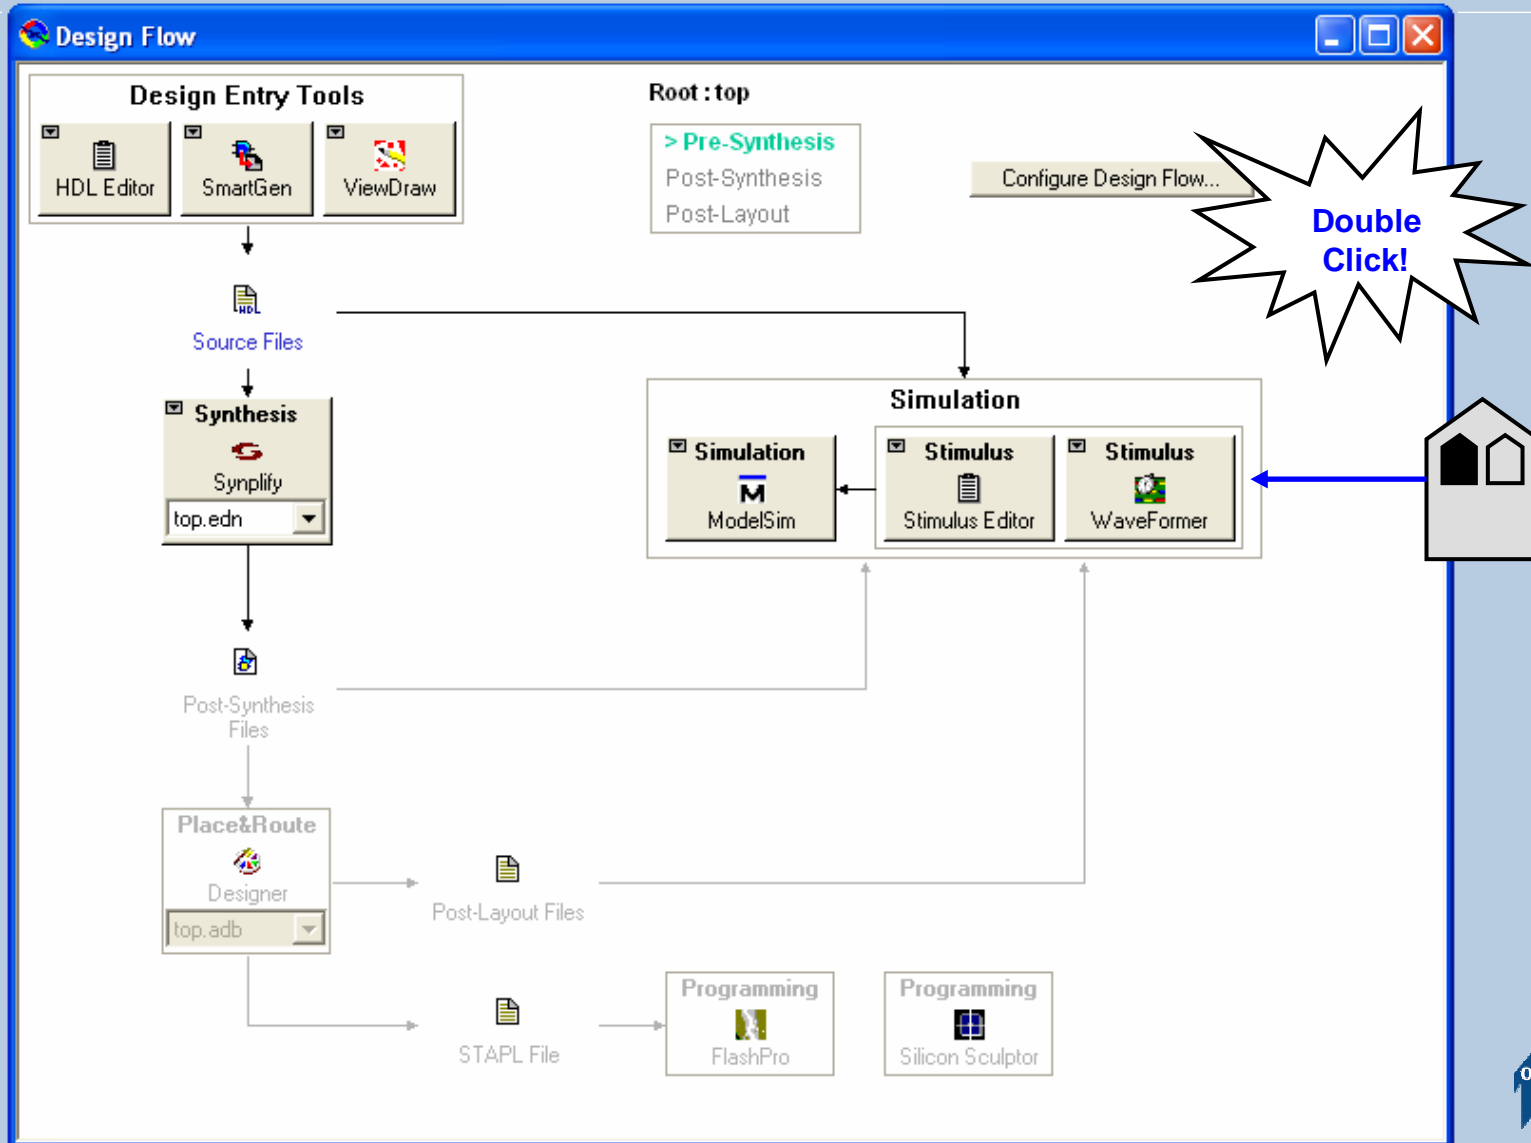 Design Flow
Design Entry Tools
HDL Editor
SmartGen
ViewDraw
Root : top
> Pre-Synthesis
Post-Synthesis
Post-Layout
Configure Design Flow...
Double
Click!
HDL
Source Files
Synthesis
Synplify
top.edn
Simulation
Simulation
ModelSim
Stimulus
Stimulus Editor
Stimulus
WaveFormer
Post-Synthesis
Files
Place&Route
Designer
top.adb
Post-Layout Files
STAPL File
Programming
FlashPro
Programming
Silicon Sculptor